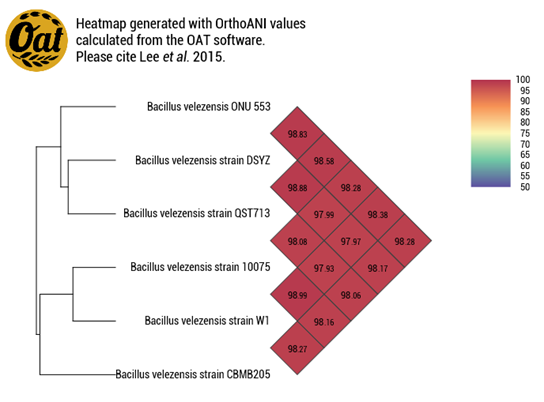 Oat
Heatmap generated with OrthoANI values
calculated from the OAT software.
Please cite Lee et al. 2015.
100
95
90
85
80
75
70
65
60
55
50
Bacillus velezensis ONU 553
98.83
Bacillus velezensis strain DSYZ
98.58
98.88
98.28
Bacillus velezensis strain QST713
97.99
98.38
98.08
97.97
98.28
Bacillus velezensis strain 10075
97.93
98.17
98.99
98.06
Bacillus velezensis strain W1
98.16
98.27
Bacillus velezensis strain CBMB205